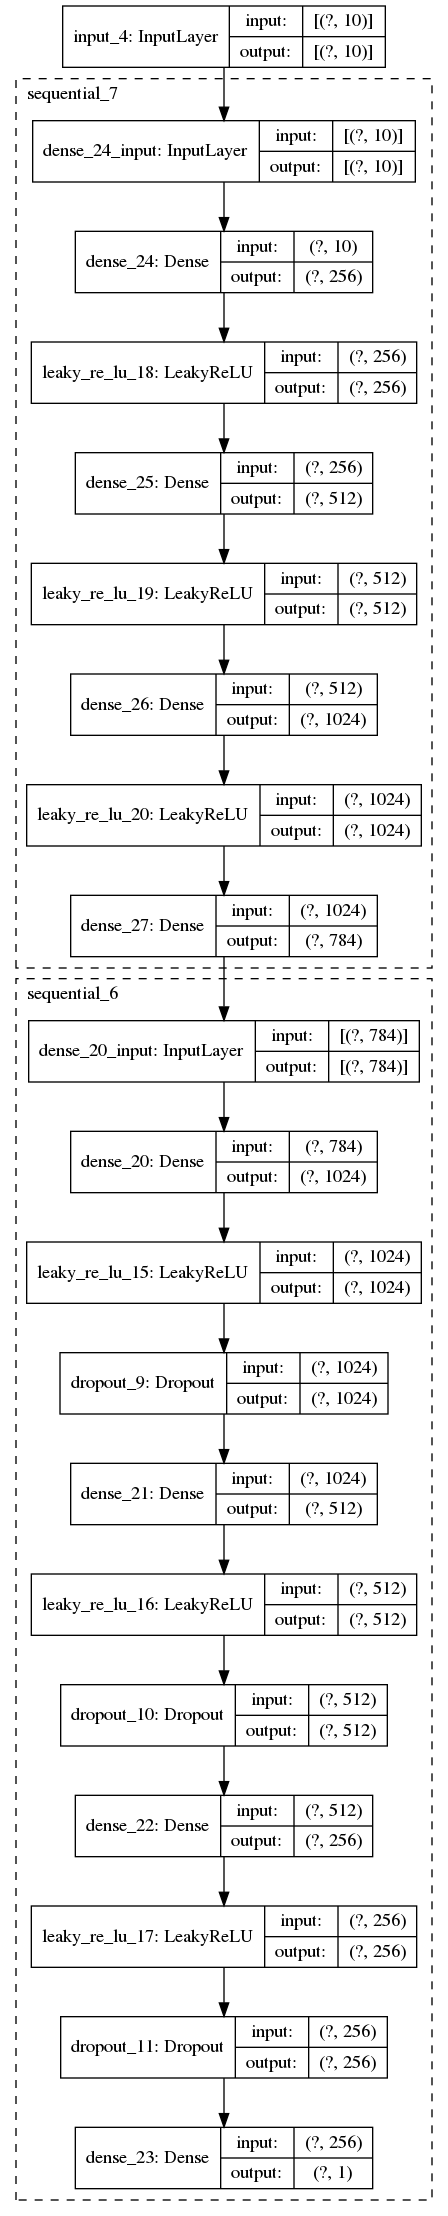 input_4: InputLayer
input: [(?, 10)]
output: [(?, 10)]
sequential_7
dense_24_input: InputLayer
input: [(?, 10)]
output: [(?, 10)]
dense_24: Dense
input: (?, 10)
output: (?, 256)
leaky_re_lu_18: LeakyReLU
input: (?, 256)
output: (?, 256)
dense_25: Dense
input: (?, 256)
output: (?, 512)
leaky_re_lu_19: LeakyReLU
input: (?, 512)
output: (?, 512)
dense_26: Dense
input: (?, 512)
output: (?, 1024)
leaky_re_lu_20: LeakyReLU
input: (?, 1024)
output: (?, 1024)
dense_27: Dense
input: (?, 1024)
output: (?, 784)
sequential_6
dense_20_input: InputLayer
input: [(?, 784)]
output: [(?, 784)]
dense_20: Dense
input: (?, 784)
output: (?, 1024)
leaky_re_lu_15: LeakyReLU
input: (?, 1024)
output: (?, 1024)
dropout_9: Dropout
input: (?, 1024)
output: (?, 1024)
dense_21: Dense
input: (?, 1024)
output: (?, 512)
leaky_re_lu_16: LeakyReLU
input: (?, 512)
output: (?, 512)
dropout_10: Dropout
input: (?, 512)
output: (?, 512)
dense_22: Dense
input: (?, 512)
output: (?, 256)
leaky_re_lu_17: LeakyReLU
input: (?, 256)
output: (?, 256)
dropout_11: Dropout
input: (?, 256)
output: (?, 256)
dense_23: Dense
input: (?, 256)
output: (?, 1)